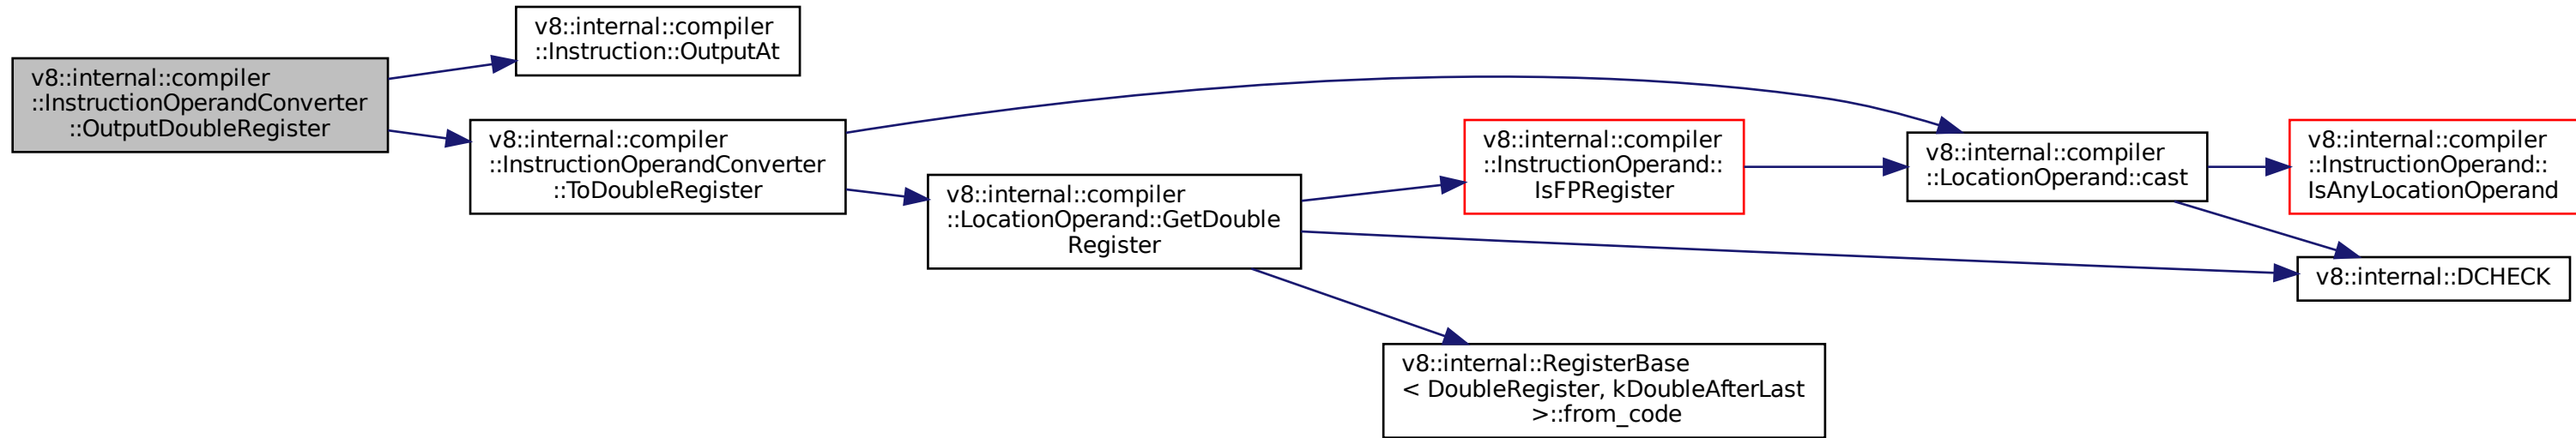 v8::internal::compiler
::InstructionOperandConverter
::OutputDoubleRegister
v8::internal::compiler
::Instruction::OutputAt
v8::internal::compiler
::InstructionOperandConverter
::ToDoubleRegister
v8::internal::compiler
::LocationOperand::GetDouble
Register
v8::internal::compiler
::InstructionOperand::
IsFPRegister
v8::internal::RegisterBase
< DoubleRegister, kDoubleAfterLast
>::from_code
v8::internal::compiler
::LocationOperand::cast
v8::internal::compiler
::InstructionOperand::
IsAnyLocationOperand
v8::internal::DCHECK